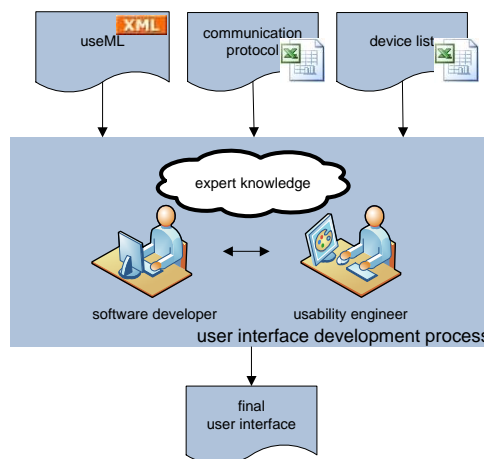 XML
useML
communication
protocol
device list
expert knowledge
software developer
usability engineer
user interface development process
final
user interface